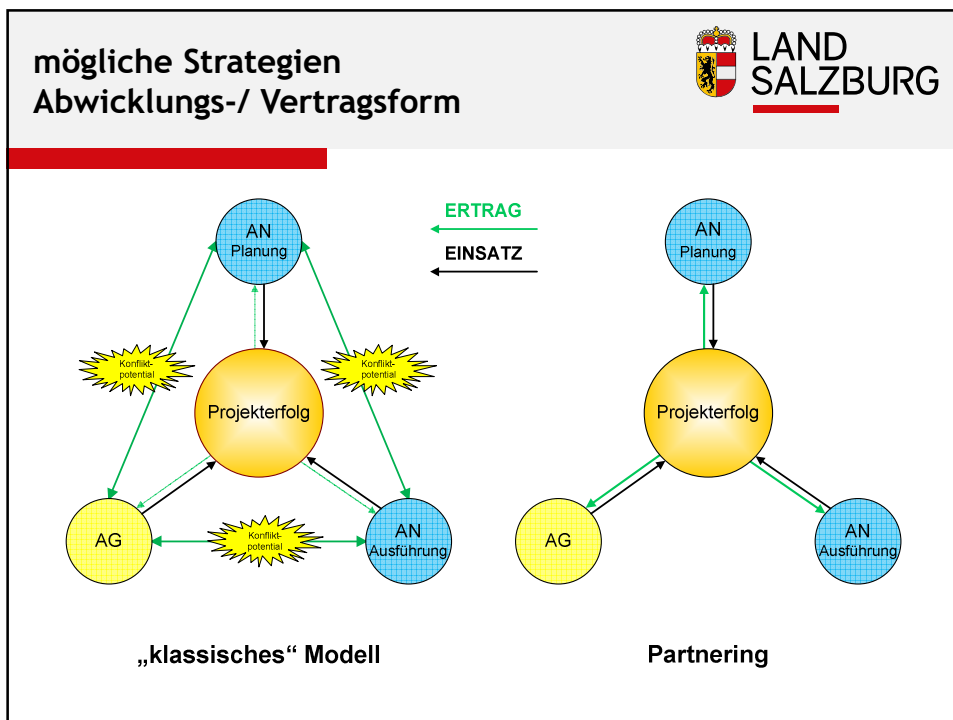 mögliche Strategien
Abwicklungs-/ Vertragsform
LAND
SALZBURG
AN
Planung
ERTRAG
EINSATZ
Konflikt-
potential
Konflikt-
potential
Projekterfolg
AG
Konflikt-
potential
AN
Ausführung
„klassisches“ Modell
AN
Planung
Projekterfolg
AG
AN
Ausführung
Partnering